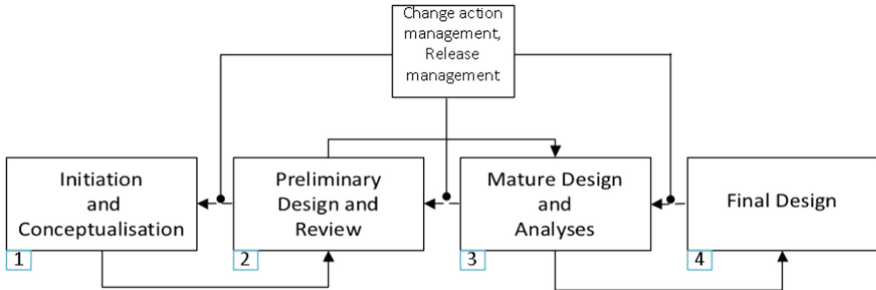 Change action
management,
Release
management
Initiation
and
Conceptualisation
1
Preliminary
Design and
Review
2
Mature Design
and
Analyses
3
Final Design
4